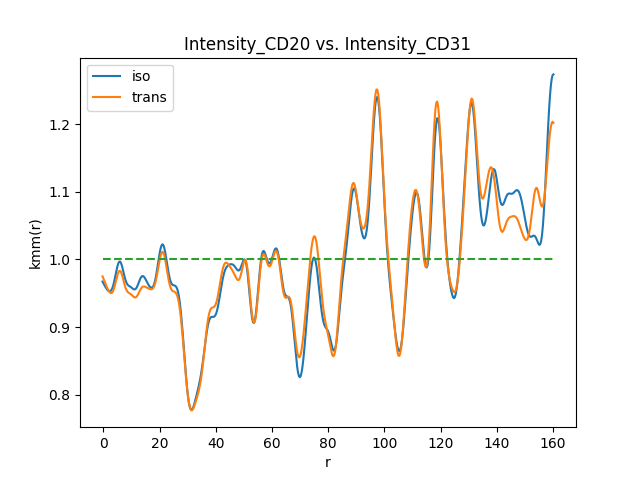 Intensity_CD20 vs. Intensity_CD31
iso
trans
kmm(r)
1.2
1.1
1.0
0.9
0.8
0 20 40 60 80 100 120 140 160
r